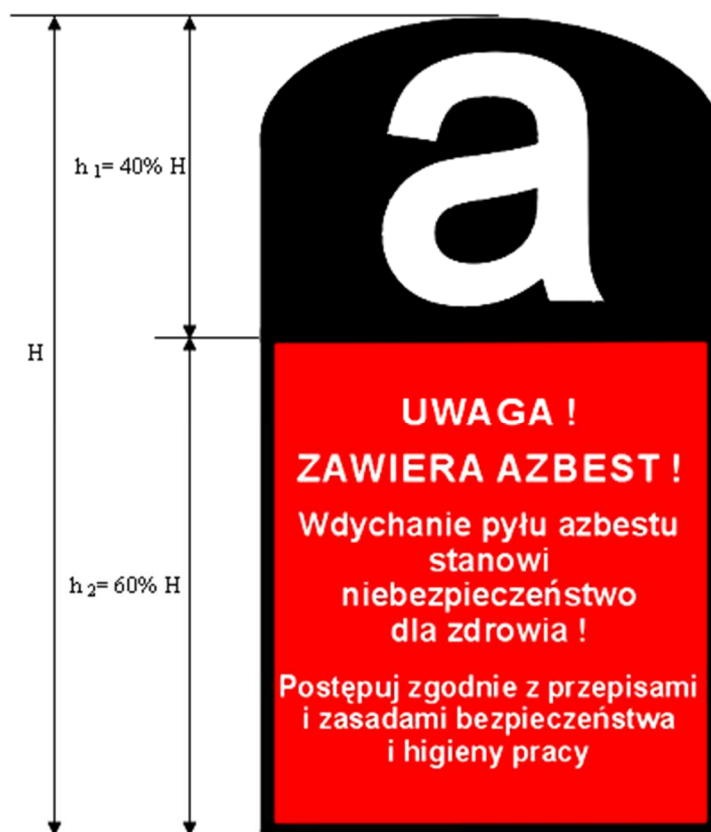 a
h 1= 40% H
H
h 2= 60% H
UWAGA !
ZAWIERA AZBEST !
Wdychanie pyłu azbestu
stanowi
niebezpieczeństwo
dla zdrowia !
Postępuj zgodnie z przepisami
i zasadami bezpieczeństwa
i higieny pracy